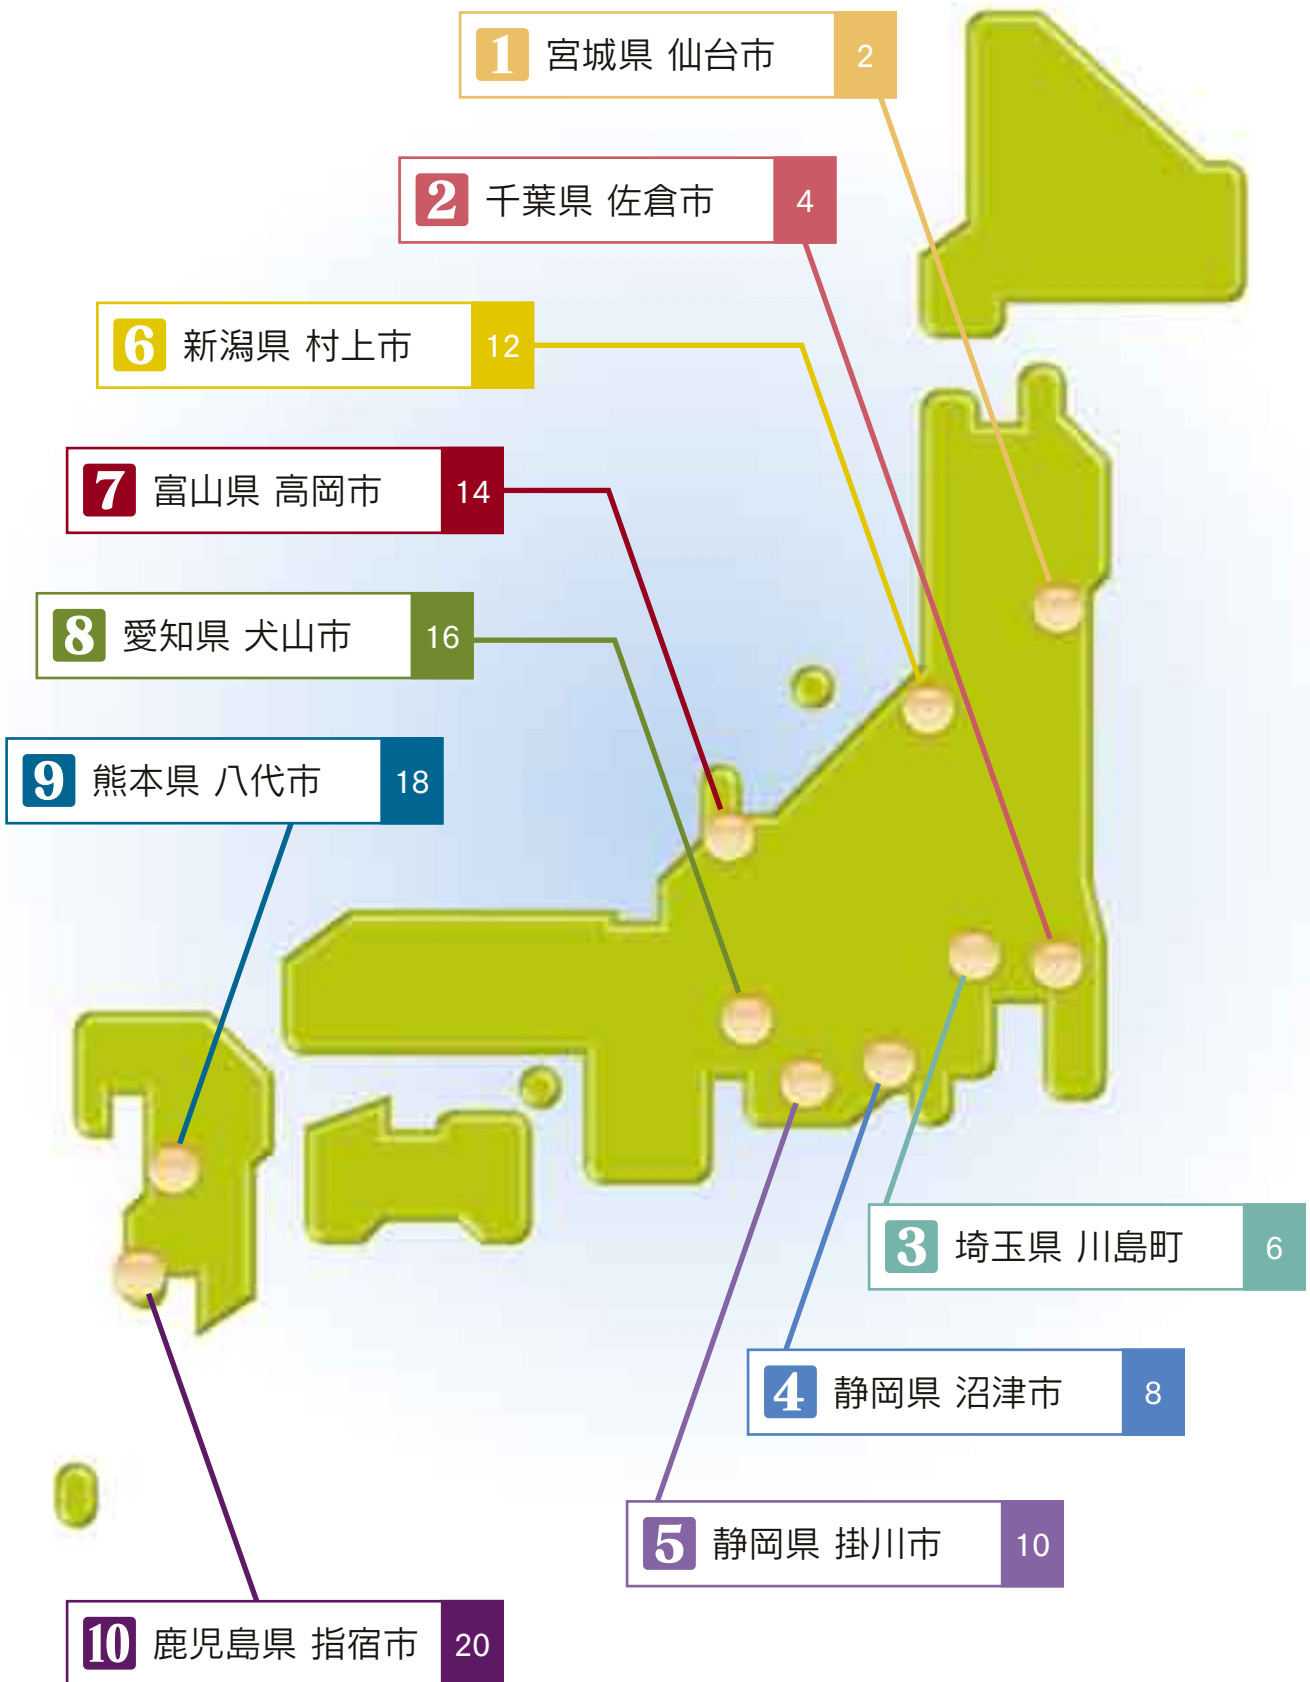 1 宮城県 仙台市 2
2 千葉県 佐倉市 4
6 新潟県 村上市 12
7 富山県 高岡市 14
8 愛知県 犬山市 16
9 熊本県 八代市 18
3 埼玉県 川島町 6
4 静岡県 沼津市 8
5 静岡県 掛川市 10
10 鹿児島県 指宿市 20